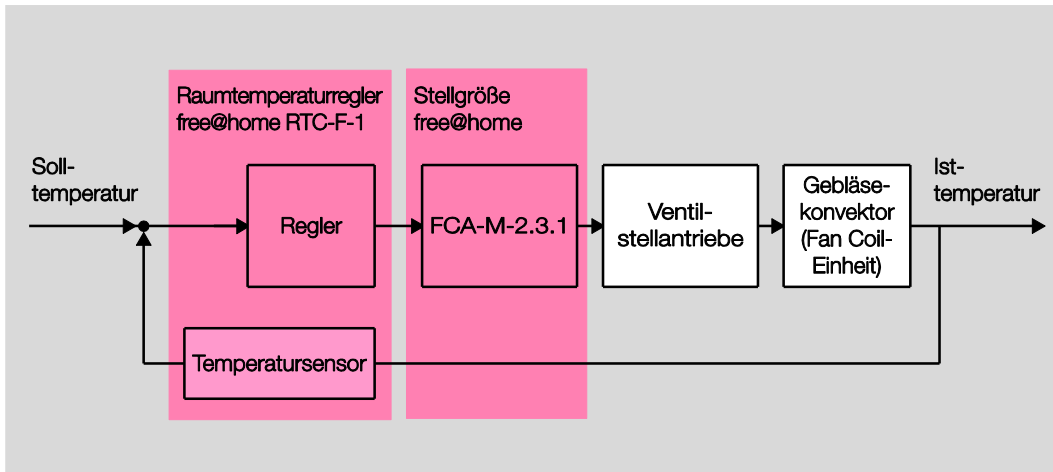 Raumtemperaturregler
free@home RTC-F-1
Stellgröße
free@home
Soll-
temperatur
Regler
FCA-M-2.3.1
Ventil-
stellantriebe
Gebläse-
konvektor
(Fan Coil-
Einheit)
Ist-
temperatur
Temperatursensor